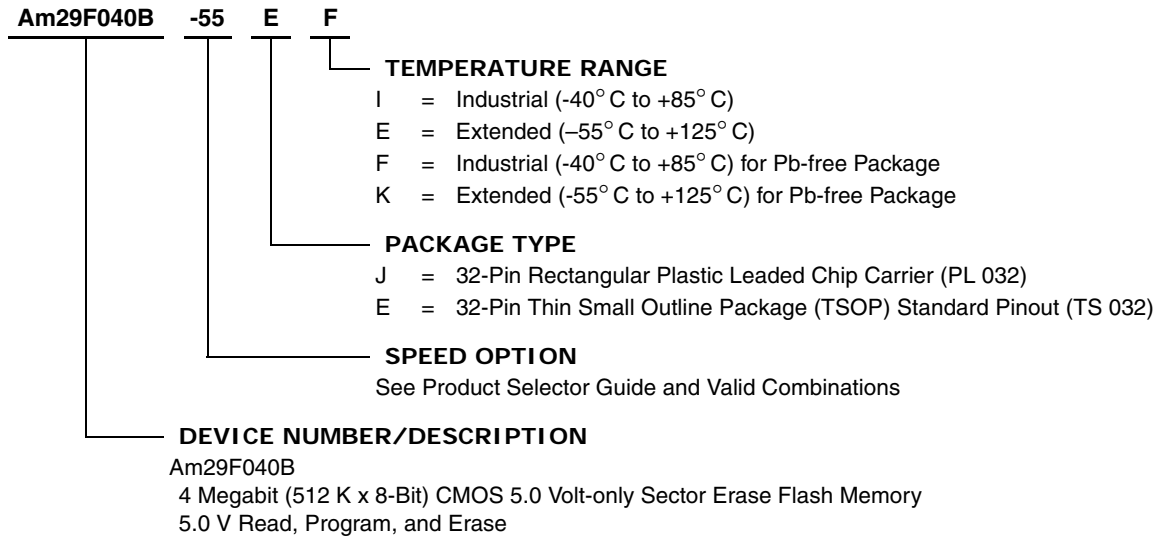 Am29F040B -55 E F
TEMPERATURE RANGE
I = Industrial (-40° C to +85° C)
E = Extended (–55° C to +125° C)
F = Industrial (-40° C to +85° C) for Pb-free Package
K = Extended (-55° C to +125° C) for Pb-free Package
PACKAGE TYPE
J = 32-Pin Rectangular Plastic Leaded Chip Carrier (PL 032)
E = 32-Pin Thin Small Outline Package (TSOP) Standard Pinout (TS 032)
SPEED OPTION
See Product Selector Guide and Valid Combinations
DEVICE NUMBER/DESCRIPTION
Am29F040B
4 Megabit (512 K x 8-Bit) CMOS 5.0 Volt-only Sector Erase Flash Memory
5.0 V Read, Program, and Erase